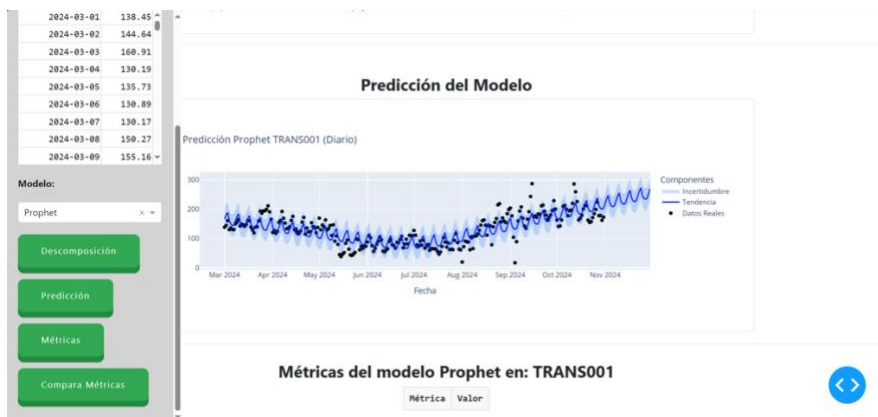 2024-03-01 138.45
2024-03-02 144.64
2024-03-03 160.91
2024-03-04 130.19
2024-03-05 135.73
2024-03-06 130.89
2024-03-07 130.17
2024-03-08 150.27
2024-03-09 155.16
Modelo:
Prophet
Descomposición
Predicción
Métricas
Compara Métricas
Predicción del Modelo
Predicción Prophet TRANS001 (Diario)
300
200
100
0
Mar 2024 Apr 2024 May 2024 Jun 2024 Jul 2024 Aug 2024 Sep 2024 Oct 2024 Nov 2024
Fecha
Componentes
Incertidumbre
Tendencia
Datos Reales
Métricas del modelo Prophet en: TRANS001
Métrica Valor